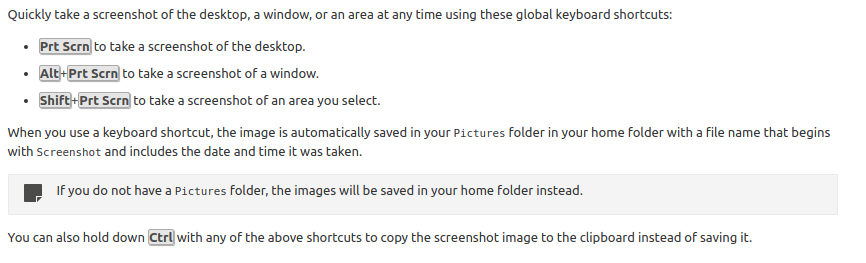 Quickly take a screenshot of the desktop, a window, or an area at any time using these global keyboard shortcuts:
• Prt Scrn to take a screenshot of the desktop.
• Alt+Prt Scrn to take a screenshot of a window.
• Shift+Prt Scrn to take a screenshot of an area you select.
When you use a keyboard shortcut, the image is automatically saved in your Pictures folder in your home folder with a file name that begins
with Screenshot and includes the date and time it was taken.
If you do not have a Pictures folder, the images will be saved in your home folder instead.
You can also hold down Ctrl with any of the above shortcuts to copy the screenshot image to the clipboard instead of saving it.